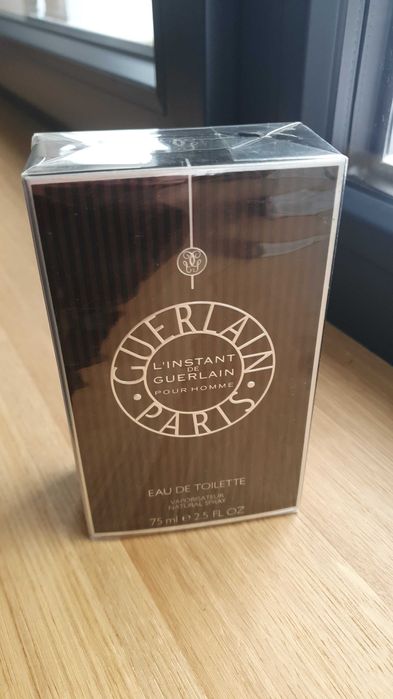 GUERLAIN
L'INSTANT
DE
GUERLAIN
POUR HOMME
PARIS
EAU DE TOILETTE
VAPORISATEUR
NATURAL SPRAY
75 ml ℮ 2.5 FL OZ